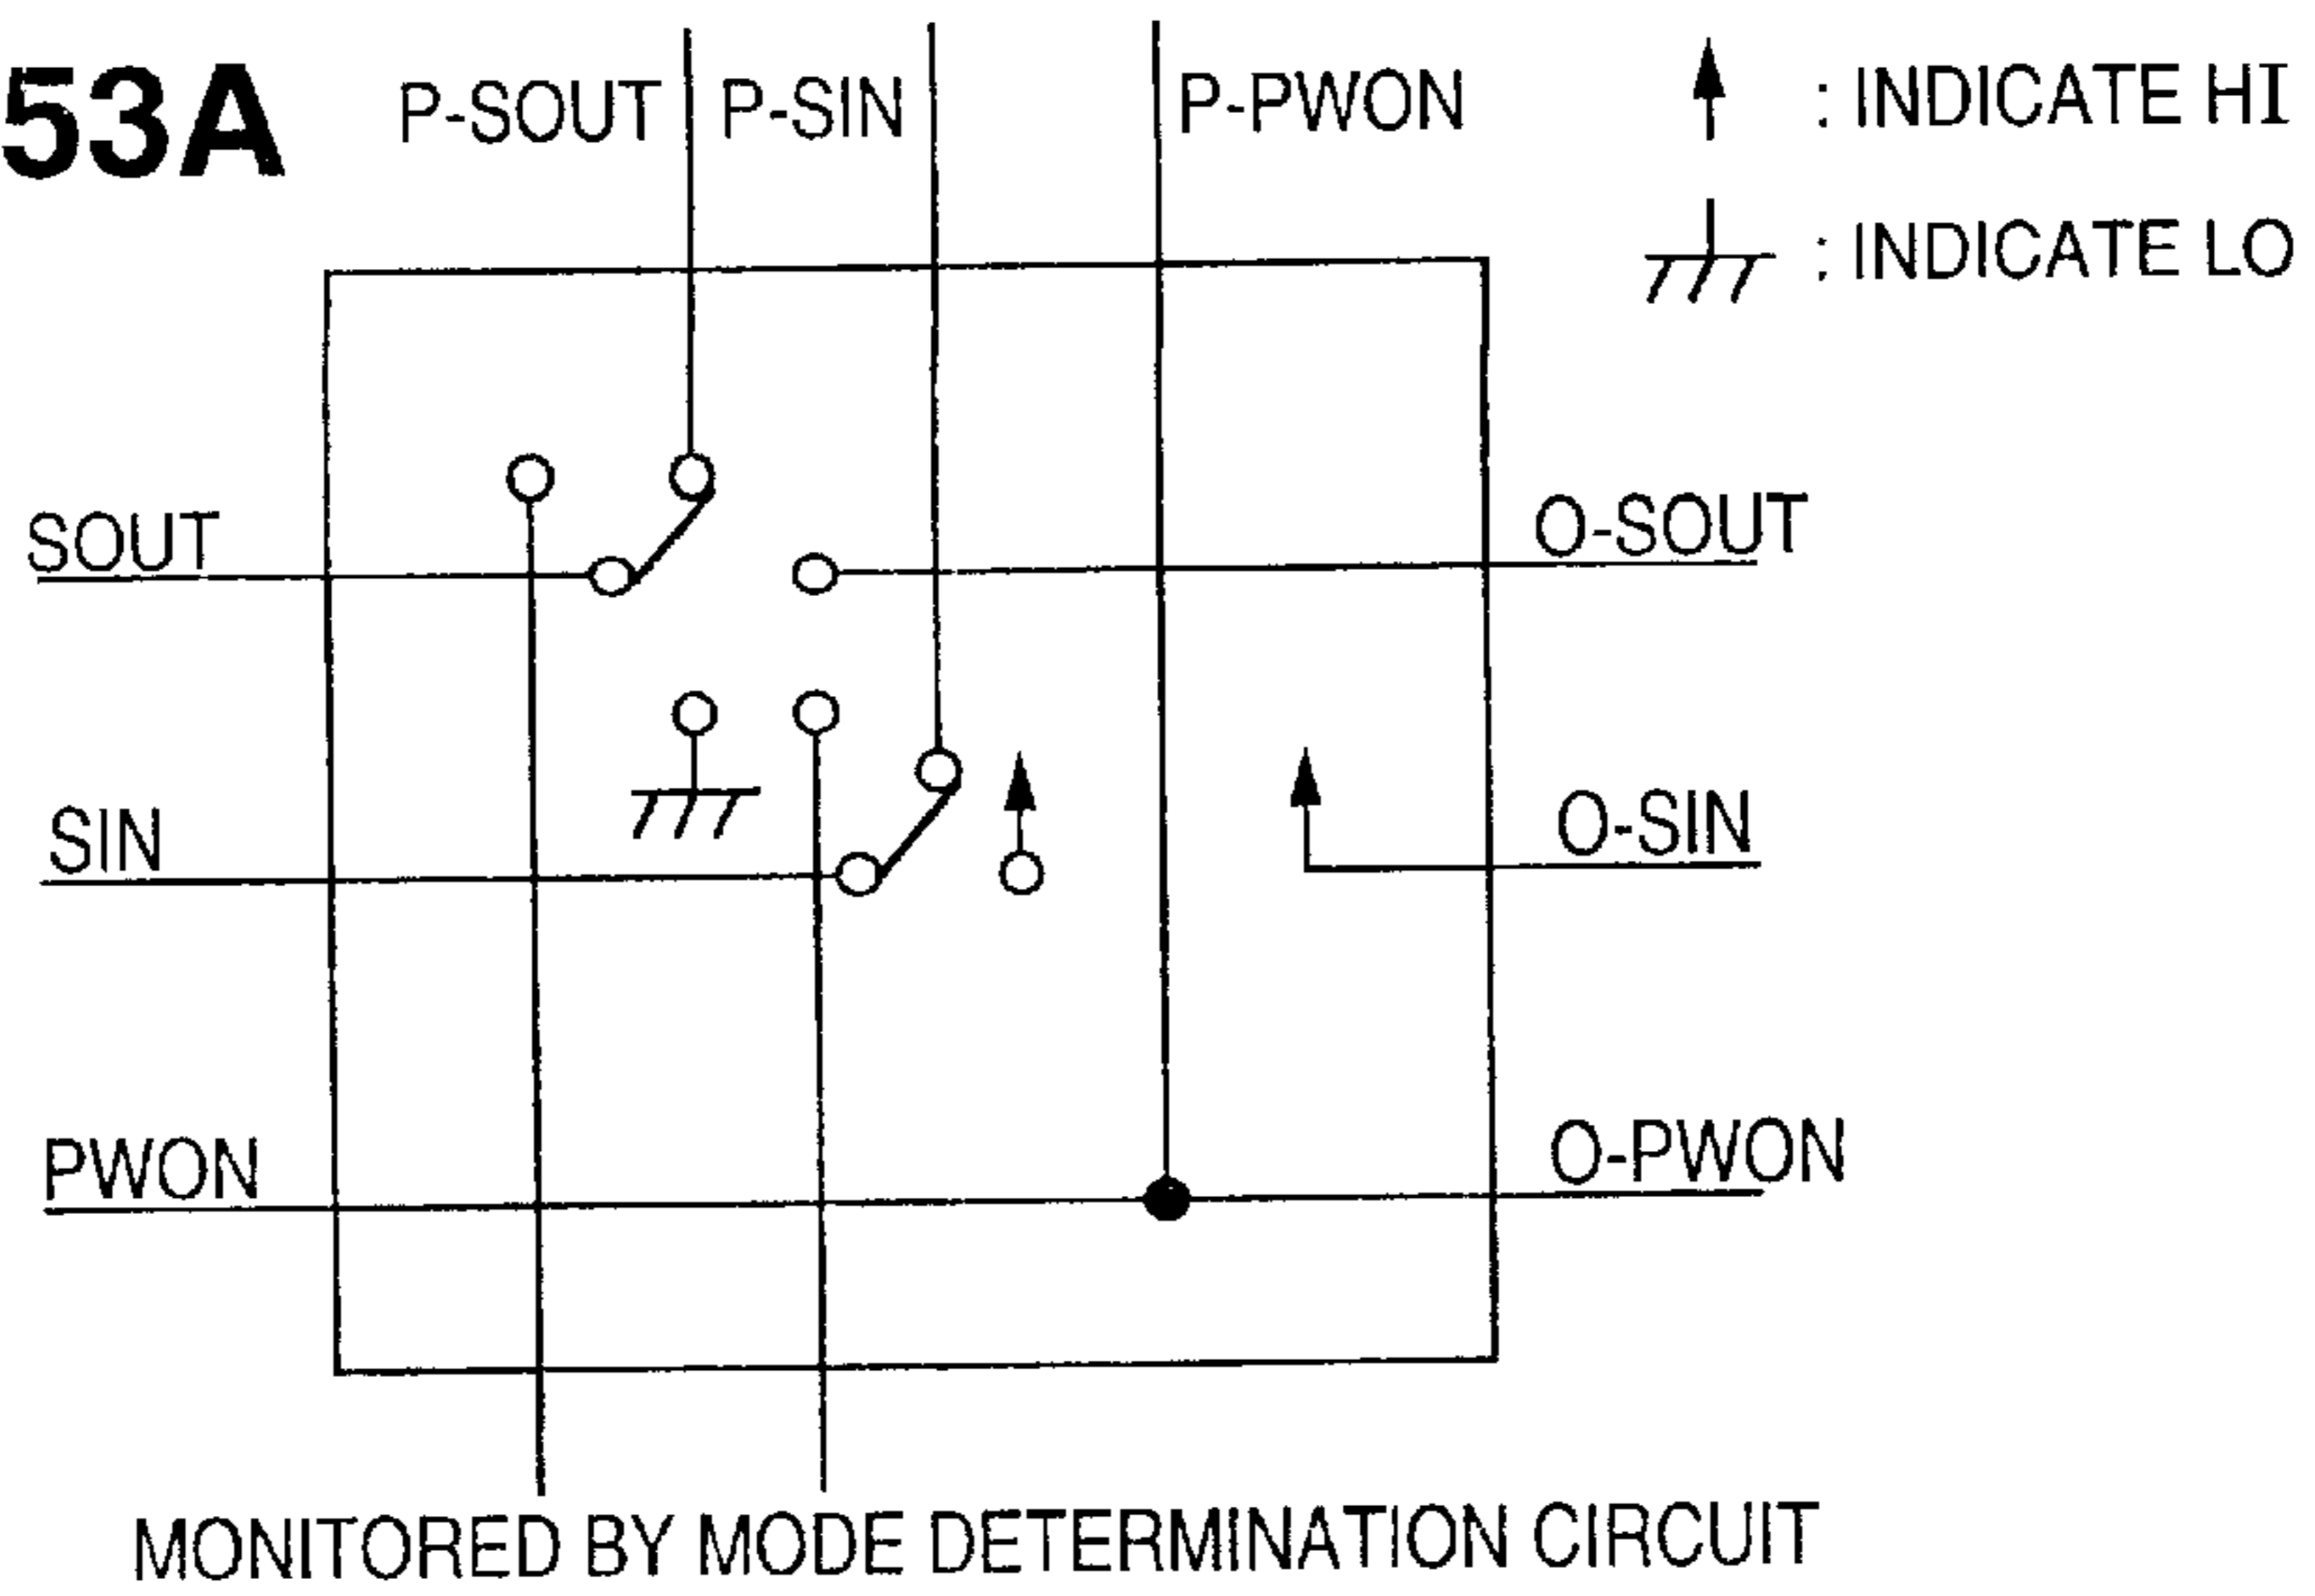 53A
P-SOUT
P-SIN
P-PWON
: INDICATE HI
: INDICATE LO
SOUT
O-SOUT
SIN
O-SIN
PWON
O-PWON
MONITORED BY MODE DETERMINATION CIRCUIT